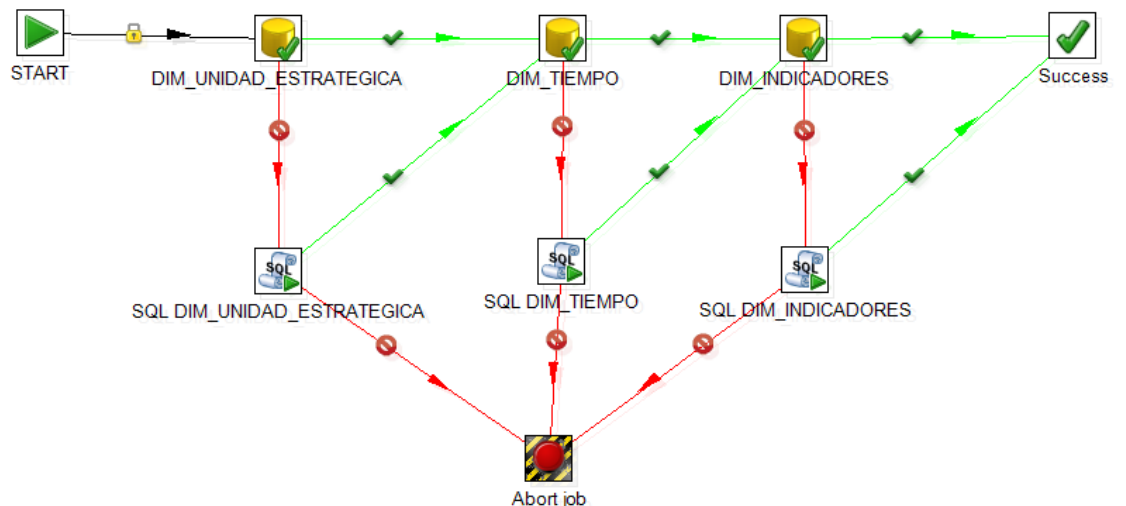 START
DIM_UNIDAD_ESTRATEGICA
DIM_TIEMPO
DIM_INDICADORES
Success
SQL
SQL DIM_UNIDAD_ESTRATEGICA
SQL
SQL DIM_TIEMPO
SQL
SQL DIM_INDICADORES
Abort job